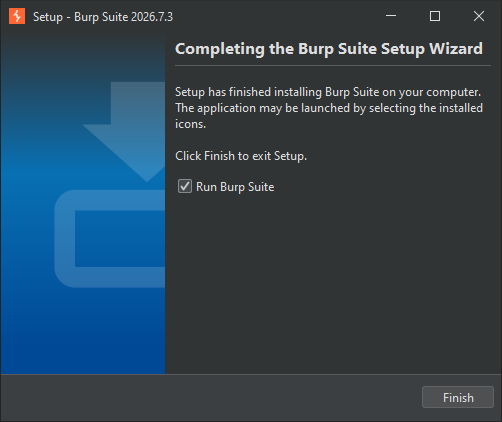 Setup - Burp Suite 2026.7.3
Completing the Burp Suite Setup Wizard
Setup has finished installing Burp Suite on your computer.
The application may be launched by selecting the installed
icons.
Click Finish to exit Setup.
Run Burp Suite
Finish